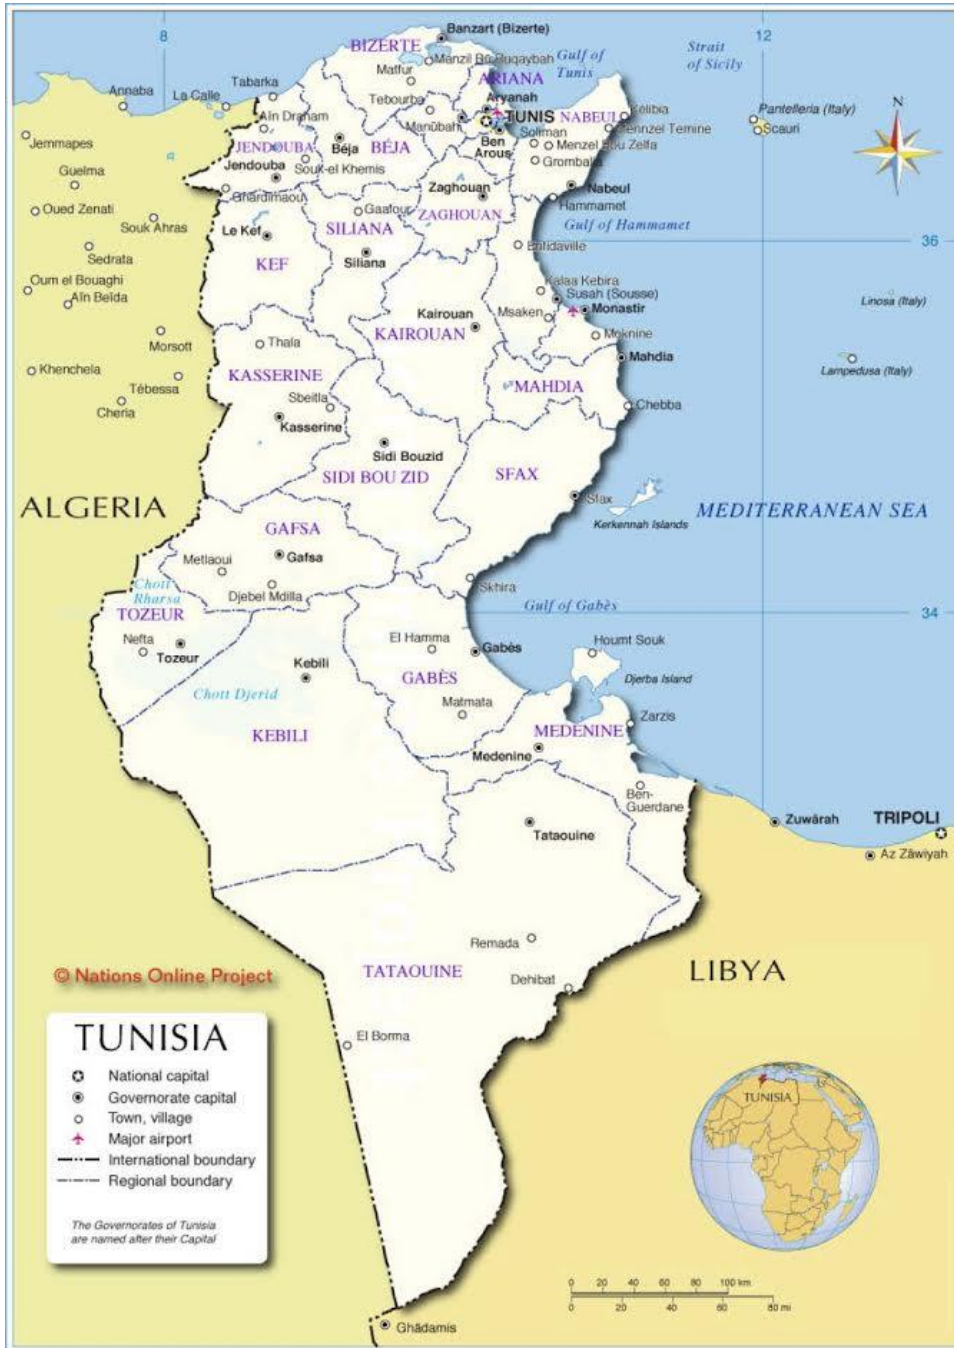 8
12
Banzart (Bizerte)
BIZERTE
Manzil Bū Ruqaybah
Gulf of
Tunis
Strait
of Sicily
Matfur
ARIANA
Annaba
La Calle
Tabarka
Tebourba
Aryanah
TUNIS
NABEUL
Kélibia
Pantelleria (Italy)
Scauri
N
Aïn Draham
Manūbah
Soliman
Mennzel Temine
Jemmapes
JENDOUBA
Béja
BÉJA
Ben
Arous
Menzel Bou Zelfa
Grombalia
Guelma
Jendouba
Souk-el Khemis
Zaghouan
Nabeul
Ghardimaou
Hammamet
Oued Zenati
Souk Ahras
Gaafour
ZAGHOUAN
Le Kef
SILIANA
Gulf of Hammamet
36
Sedrata
KEF
Siliana
Enfidaville
Oum el Bouaghi
Aïn Beïda
Kalaa Kebira
Susah (Sousse)
Linosa (Italy)
Monastir
Msaken
Kairouan
KAIROUAN
Morsott
Thala
Moknine
Mahdia
Khenchela
Tébessa
KASSERINE
MAHDIA
Lampedusa (Italy)
Cheria
Sbeitla
Chebba
Kasserine
Sidi Bouzid
SIDI BOU ZID
SFAX
ALGERIA
Sfax
Kerkennah Islands
MEDITERRANEAN SEA
GAFSA
Metlaoui
Gafsa
Chott
Rharsa
Djebel Mdilla
Skhira
TOZEUR
Gulf of Gabès
34
Nefta
Tozeur
El Hamma
Gabès
Houmt Souk
Kebili
GABÈS
Djerba Island
Chott Djerid
Matmata
Zarzis
KEBILI
MEDENINE
Medenine
Ben-
Guerdane
Tataouine
Zuwārah
TRIPOLI
Az Zāwiyah
Remada
© Nations Online Project
TATAOUINE
Dehibat
LIBYA
El Borma
TUNISIA
National capital
Governorate capital
Town, village
Major airport
International boundary
Regional boundary
The Governorates of Tunisia
are named after their Capital
TUNISIA
0 20 40 60 80 100 km
0 20 40 60 80 mi
Ghādamis